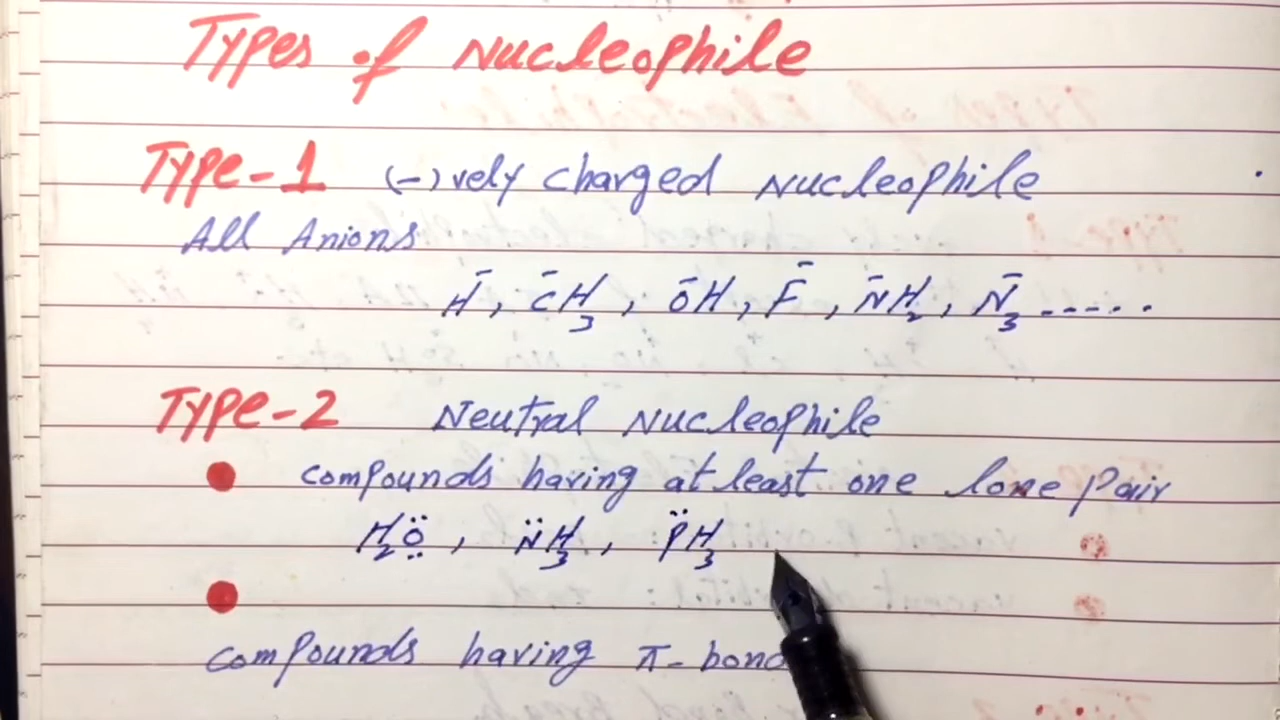 Types of Nucleophile
Type-1 (-)vely charged Nucleophile
All Anions
H̄, C̄H₃, ŌH, F̄, N̄H₂, N̄₃ -----.
Type-2 Neutral Nucleophile
● compounds having at least one lone pair
H₂Ö̤, N̈H₃, P̈H₃
●
compounds having π-bond